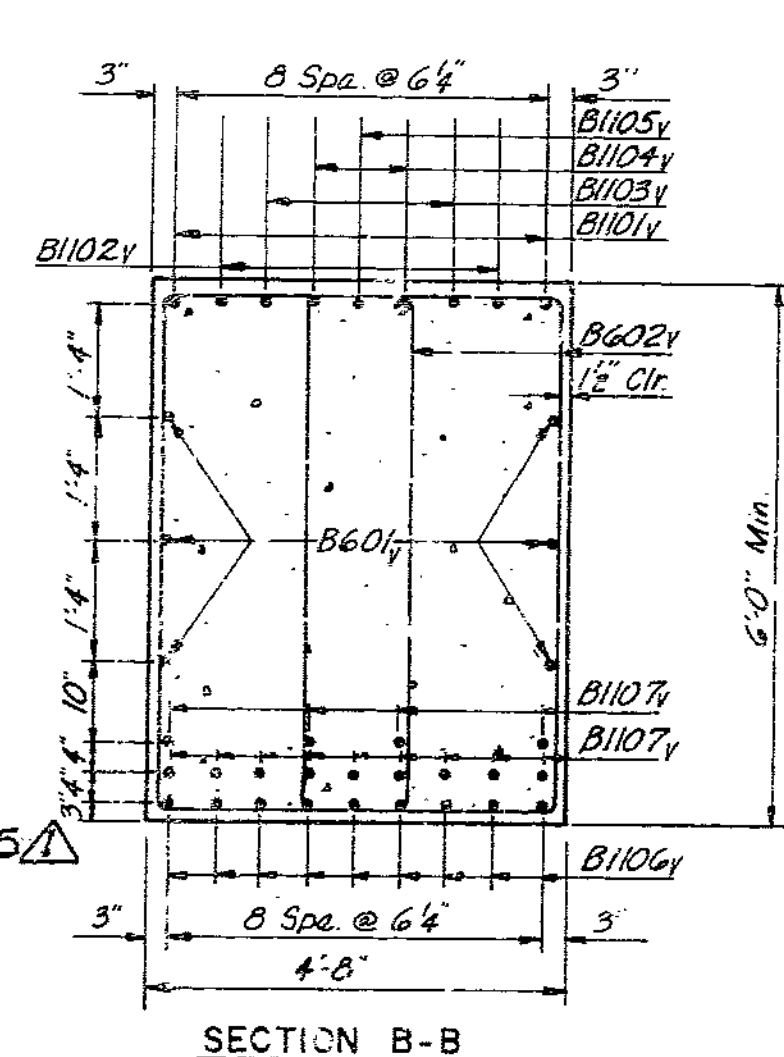 3" 8 Spa. @ 6¼" 3"
B1105v
B1104v
B1103v
B1101v
B1102v
B602v
1½" Clr.
1'-4"
1'-4"
1'-4"
10"
4"
4"
3"
B601v
6'-0" Min.
B1107v
B1107v
5 1
B1106v
3" 8 Spa. @ 6¼" 3"
4'-8"
SECTION B-B